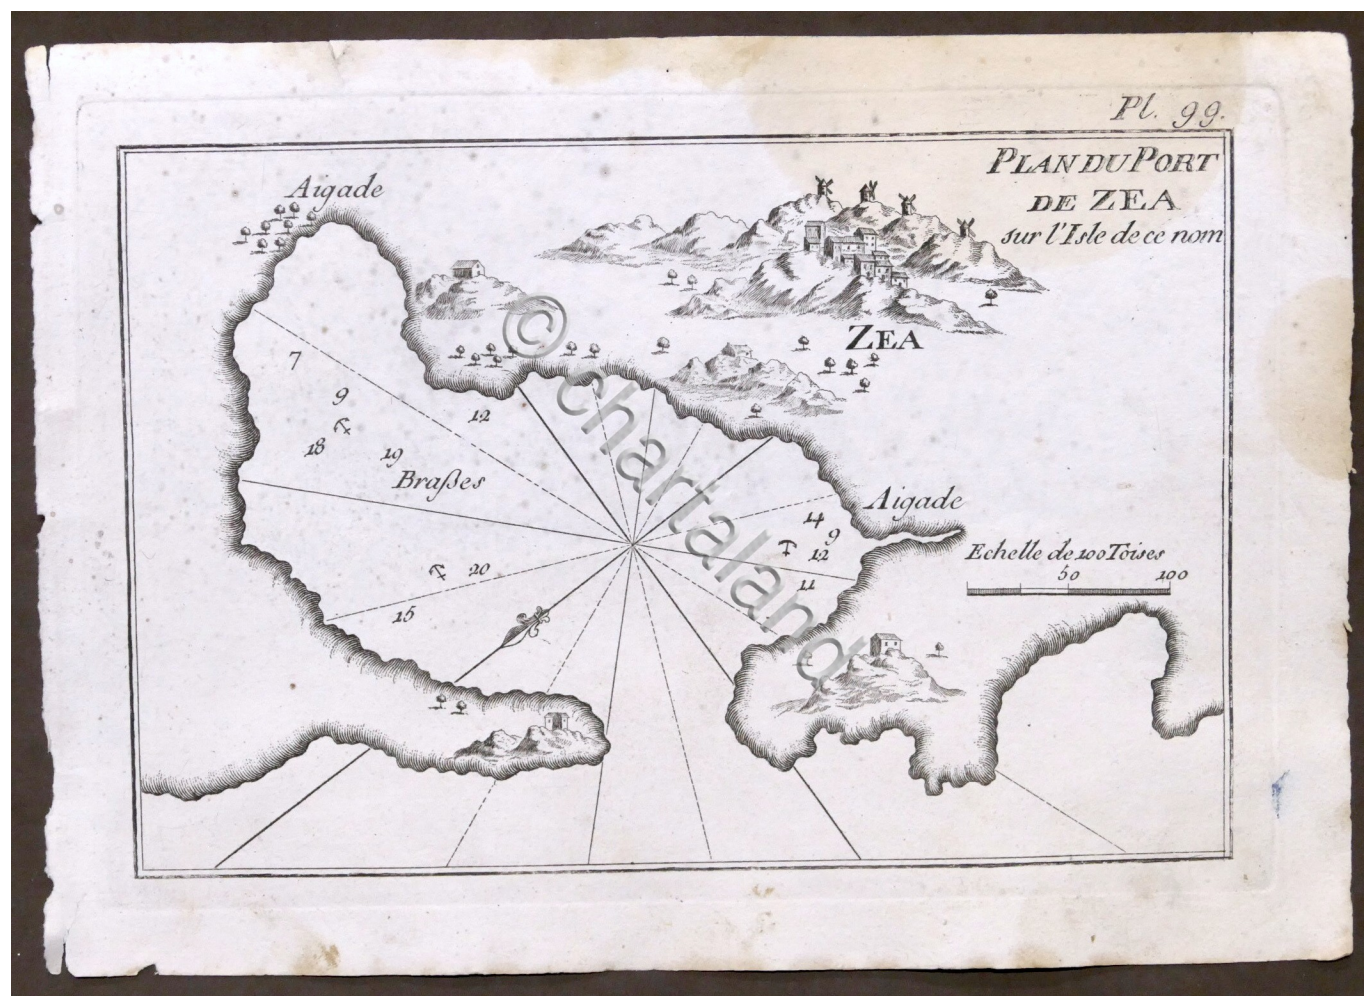 Pl. 99.
PLAN DU PORT
DE ZEA
sur l'Isle de ce nom
Aigade
ZEA
7
9
12
18
19
Braßes
Aigade
14
9
12
11
Echelle de 100 Toises
50
100
20
15
© chartaland